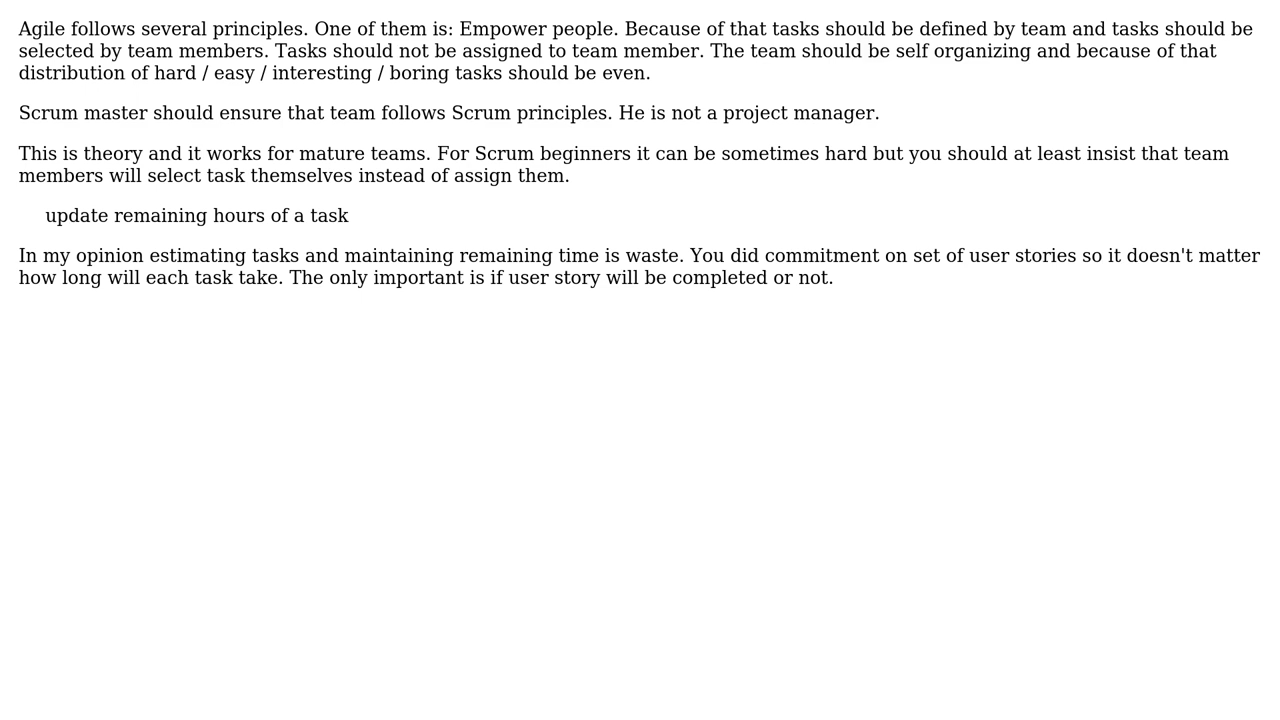 Agile follows several principles. One of them is: Empower people. Because of that tasks should be defined by team and tasks should be
selected by team members. Tasks should not be assigned to team member. The team should be self organizing and because of that
distribution of hard / easy / interesting / boring tasks should be even.
Scrum master should ensure that team follows Scrum principles. He is not a project manager.
This is theory and it works for mature teams. For Scrum beginners it can be sometimes hard but you should at least insist that team
members will select task themselves instead of assign them.
update remaining hours of a task
In my opinion estimating tasks and maintaining remaining time is waste. You did commitment on set of user stories so it doesn't matter
how long will each task take. The only important is if user story will be completed or not.